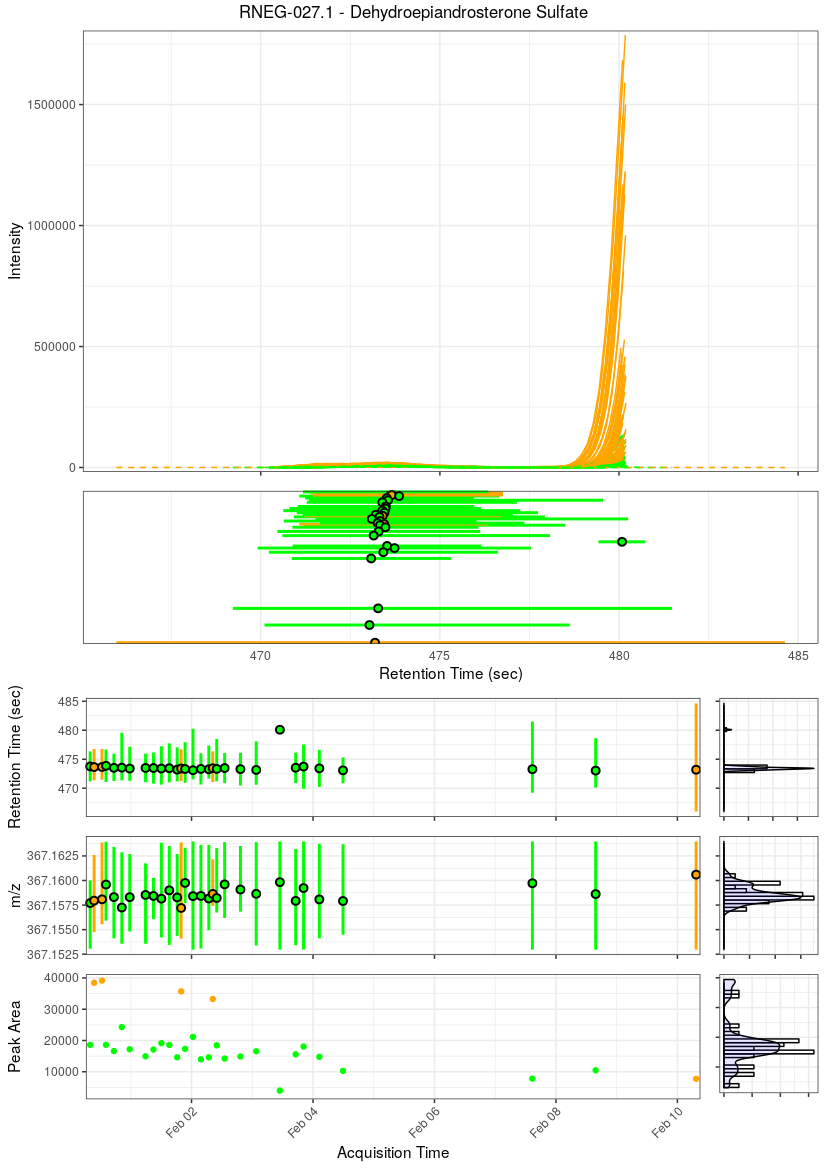 RNEG-027.1 - Dehydroepiandrosterone Sulfate
Intensity
1500000
1000000
500000
0
470
475
480
485
Retention Time (sec)
Retention Time (sec)
485
480
475
470
m/z
367.1625
367.1600
367.1575
367.1550
367.1525
Peak Area
40000
30000
20000
10000
Feb 02
Feb 04
Feb 06
Feb 08
Feb 10
Acquisition Time